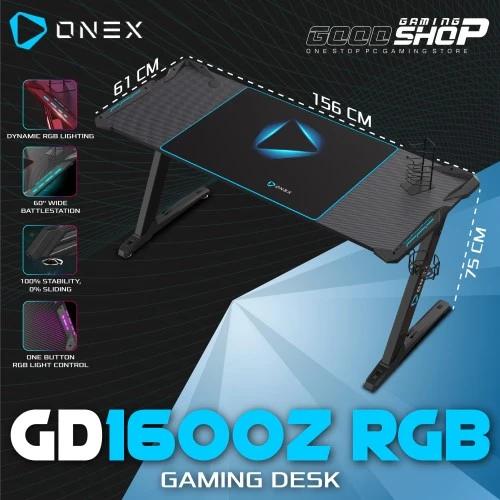 ONEX
GAMING
GOOD SHOP
ONE STOP PC GAMING STORE
61 CM
156 CM
DYNAMIC RGB LIGHTING
60" WIDE
BATTLESTATION
ONEX
75 CM
100% STABILITY,
0% SLIDING
ONE BUTTON
RGB LIGHT CONTROL
GD1600Z RGB
GAMING DESK